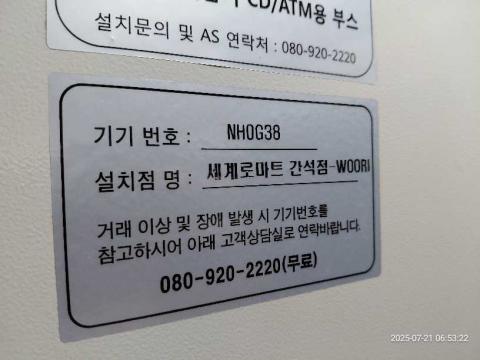 CD/ATM용 부스
설치문의 및 AS 연락처 : 080-920-2220
기기 번호 : NH0G38
설치점 명 : 세계로마트 간석점-WOORI
거래 이상 및 장애 발생 시 기기번호를
참고하시어 아래 고객상담실로 연락바랍니다.
080-920-2220(무료)
2025-07-21 06:53:22